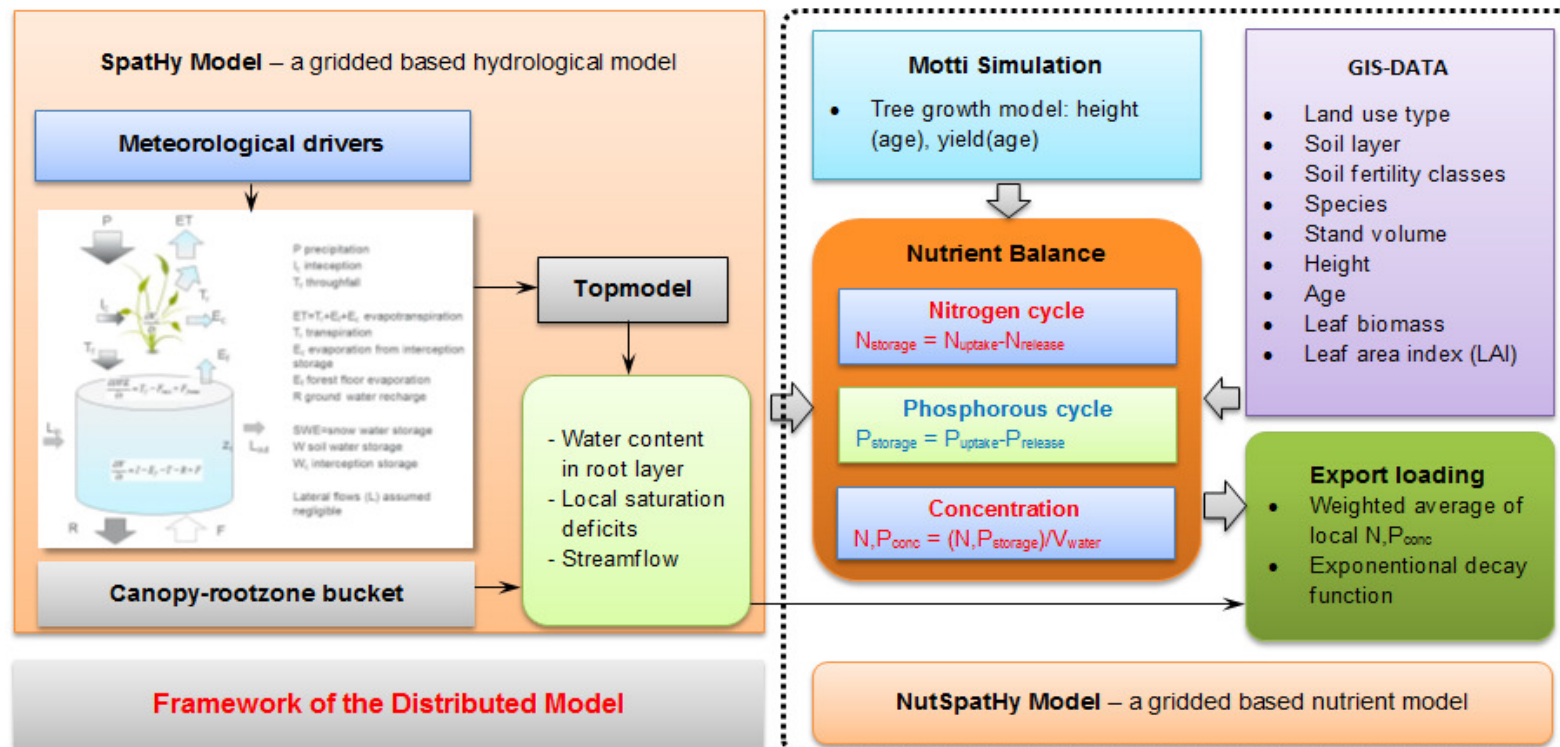 SpatHy Model – a gridded based hydrological model
Meteorological drivers
P
ET
P precipitation
I, inteception
T, throughfall
ET=T,+E,+E, evapotranspiration
T, transpiration
E, evaporation from interception
storage
E, forest floor evaporation
R ground water recharge
SWE=snow water storage
W soil water storage
W, interception storage
Lateral flows (L) assumed
negligible
R
F
Canopy-rootzone bucket
Topmodel
- Water content
in root layer
- Local saturation
deficits
- Streamflow
Framework of the Distributed Model
Motti Simulation
• Tree growth model: height
(age), yield(age)
Nutrient Balance
Nitrogen cycle
Nstorage = Nuptake-Nrelease
Phosphorous cycle
Pstorage = Puptake-Prelease
Concentration
N,Pconc = (N,Pstorage)/Vwater
GIS-DATA
• Land use type
• Soil layer
• Soil fertility classes
• Species
• Stand volume
• Height
• Age
• Leaf biomass
• Leaf area index (LAI)
Export loading
• Weighted average of
local N,Pconc
• Exponentional decay
function
NutSpatHy Model – a gridded based nutrient model